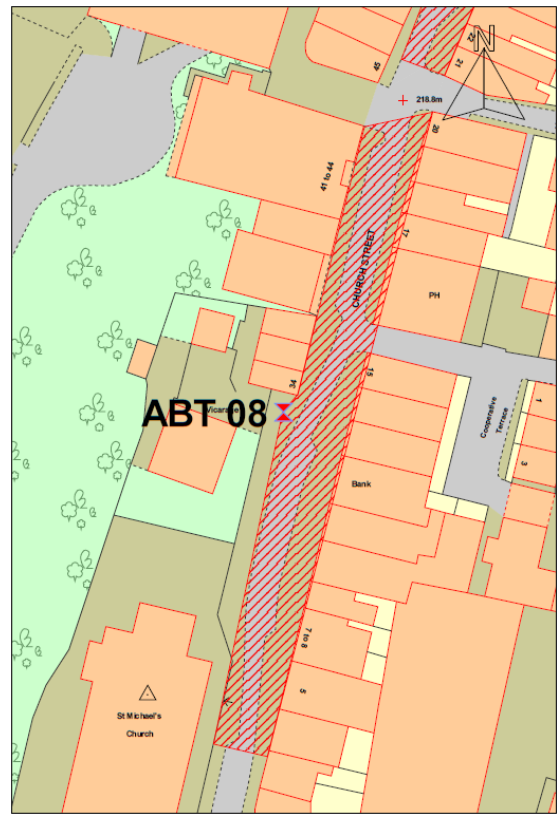 N
22
21
45
218.8m
20
41 to 44
17
CHURCH STREET
PH
34
15
ABT 08
Vicarage
1
Cooperative
Terrace
3
Bank
7 to 8
5
St Michael's
Church